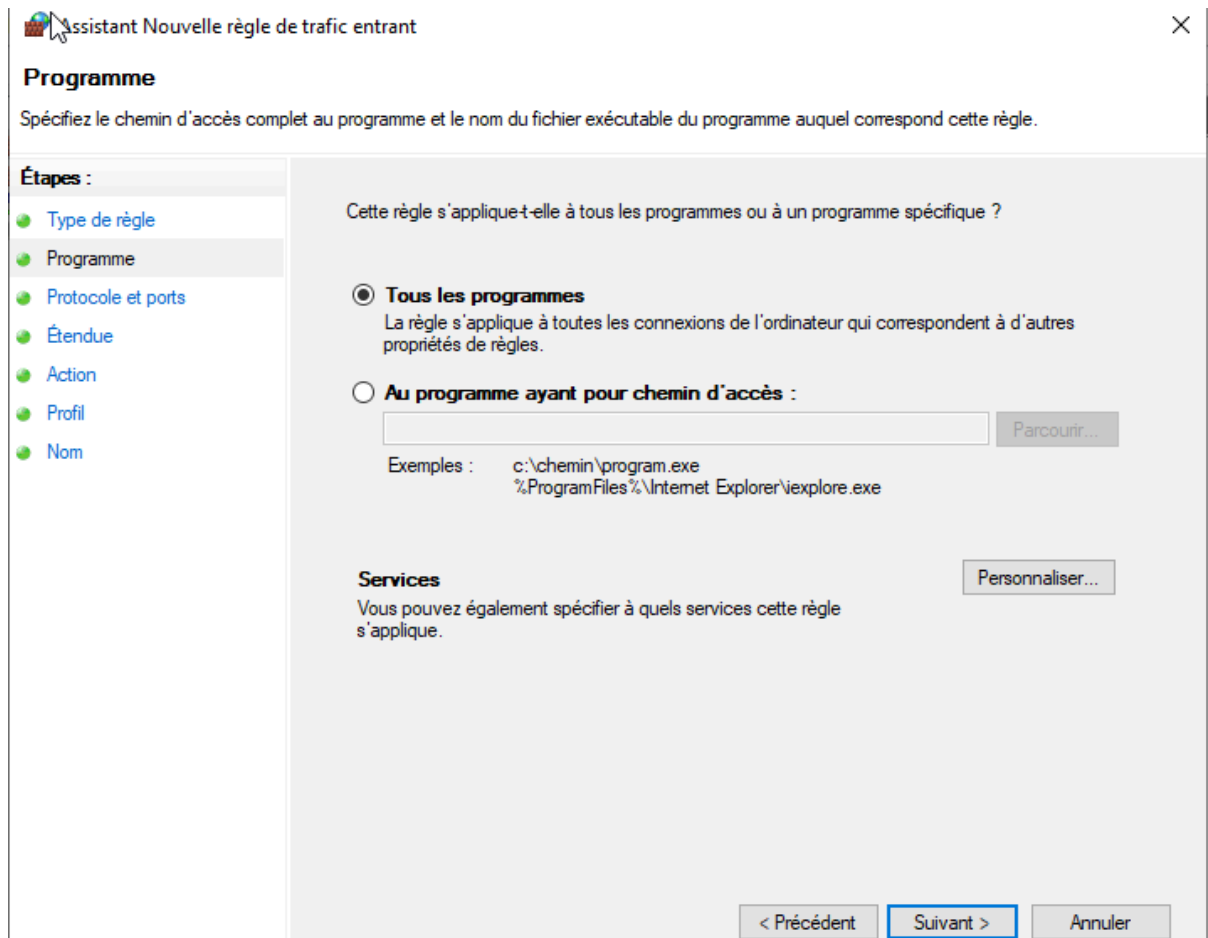 Assistant Nouvelle règle de trafic entrant
Programme
Spécifiez le chemin d'accès complet au programme et le nom du fichier exécutable du programme auquel correspond cette règle.
Étapes :
Type de règle
Programme
Protocole et ports
Étendue
Action
Profil
Nom
Cette règle s'applique-t-elle à tous les programmes ou à un programme spécifique ?
Tous les programmes
La règle s'applique à toutes les connexions de l'ordinateur qui correspondent à d'autres
propriétés de règles.
Au programme ayant pour chemin d'accès :
Parcourir...
Exemples : c:\chemin\program.exe
%ProgramFiles%\Internet Explorer\iexplore.exe
Services
Personnaliser...
Vous pouvez également spécifier à quels services cette règle
s'applique.
< Précédent Suivant > Annuler